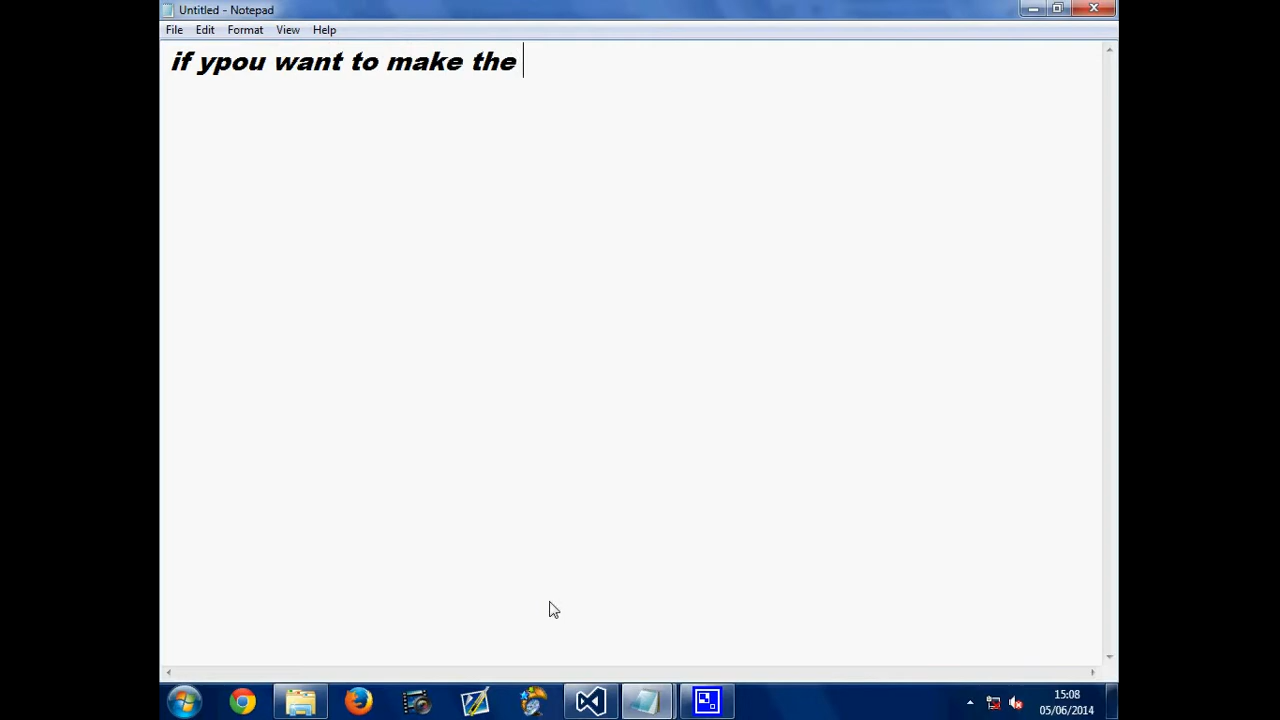 Untitled - Notepad
File Edit Format View Help
if ypou want to make the
15:08
05/06/2014